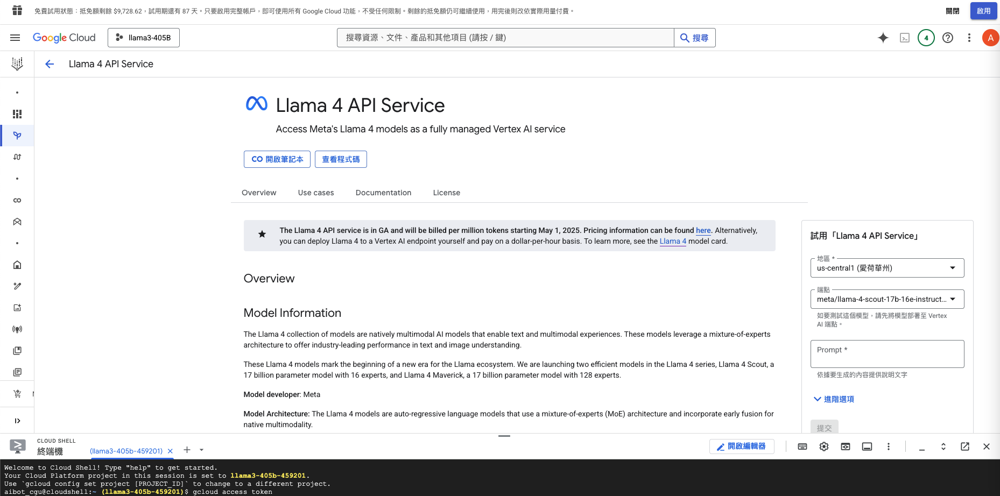 免費試用狀態：抵免額剩餘 $9,728.62，試用期還有 87 天。只要啟用完整帳戶，即可使用所有 Google Cloud 功能，不受任何限制。剩餘的抵免額仍可繼續使用，用完後則改依實際用量付費。
關閉
啟用
Google Cloud
llama3-405B
搜尋資源、文件、產品和其他項目 (請按 / 鍵)
搜尋
4
A
Llama 4 API Service
Llama 4 API Service
Access Meta's Llama 4 models as a fully managed Vertex AI service
開啟筆記本
查看程式碼
Overview
Use cases
Documentation
License
The Llama 4 API service is in GA and will be billed per million tokens starting May 1, 2025. Pricing information can be found here. Alternatively,
you can deploy Llama 4 to a Vertex AI endpoint yourself and pay on a dollar-per-hour basis. To learn more, see the Llama 4 model card.
Overview
Model Information
The Llama 4 collection of models are natively multimodal AI models that enable text and multimodal experiences. These models leverage a mixture-of-experts
architecture to offer industry-leading performance in text and image understanding.
These Llama 4 models mark the beginning of a new era for the Llama ecosystem. We are launching two efficient models in the Llama 4 series, Llama 4 Scout, a
17 billion parameter model with 16 experts, and Llama 4 Maverick, a 17 billion parameter model with 128 experts.
Model developer: Meta
Model Architecture: The Llama 4 models are auto-regressive language models that use a mixture-of-experts (MoE) architecture and incorporate early fusion for
native multimodality.
試用「Llama 4 API Service」
地區 *
us-central1 (愛荷華州)
端點
meta/llama-4-scout-17b-16e-instruct...
如要測試這個模型，請先將模型部署至 Vertex
AI 端點。
Prompt *
依據要生成的內容提供說明文字
進階選項
提交
CLOUD SHELL
終端機
(llama3-405b-459201)
開啟編輯器
Welcome to Cloud Shell! Type "help" to get started.
Your Cloud Platform project in this session is set to llama3-405b-459201.
Use `gcloud config set project [PROJECT_ID]` to change to a different project.
aibot_cgu@cloudshell:~ (llama3-405b-459201)$ gcloud access token